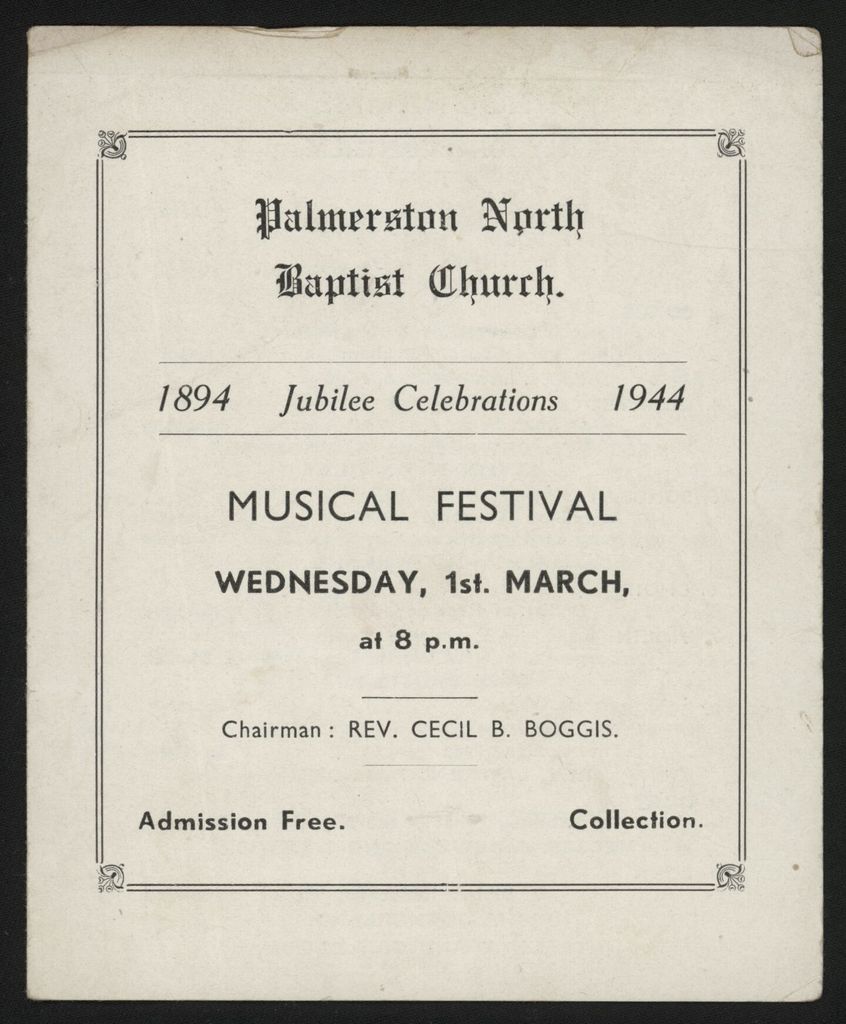 Palmerston North
Baptist Church.
1894 Jubilee Celebrations 1944
MUSICAL FESTIVAL
WEDNESDAY, 1st. MARCH,
at 8 p.m.
Chairman : REV. CECIL B. BOGGIS.
Admission Free. Collection.